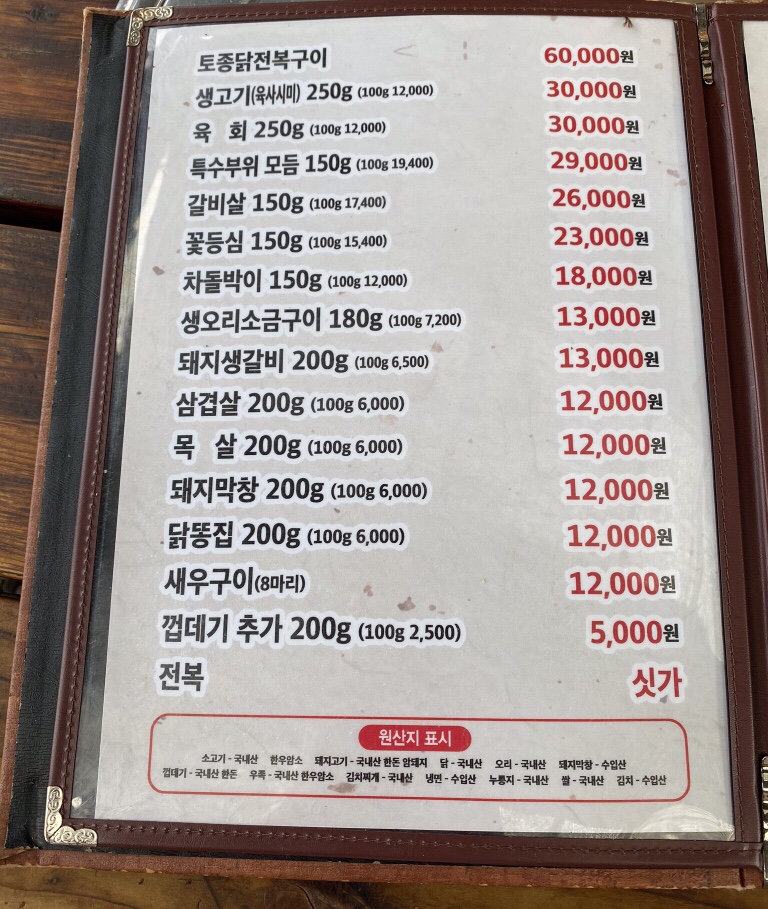 토종닭전복구이 60,000원
생고기(육사시미) 250g (100g 12,000) 30,000원
육 회 250g (100g 12,000) 30,000원
특수부위 모듬 150g (100g 19,400) 29,000원
갈비살 150g (100g 17,400) 26,000원
꽃등심 150g (100g 15,400) 23,000원
차돌박이 150g (100g 12,000) 18,000원
생오리소금구이 180g (100g 7,200) 13,000원
돼지생갈비 200g (100g 6,500) 13,000원
삼겹살 200g (100g 6,000) 12,000원
목 살 200g (100g 6,000) 12,000원
돼지막창 200g (100g 6,000) 12,000원
닭똥집 200g (100g 6,000) 12,000원
새우구이(8마리) 12,000원
껍데기 추가 200g (100g 2,500) 5,000원
전복 싯가
원산지 표시
소고기 - 국내산 한우암소 돼지고기 - 국내산 한돈 암돼지 닭 - 국내산 오리 - 국내산 돼지막창 - 수입산
껍데기 - 국내산 한돈 우족 - 국내산 한우암소 김치찌개 - 국내산 냉면 - 수입산 누룽지 - 국내산 쌀 - 국내산 김치 - 수입산